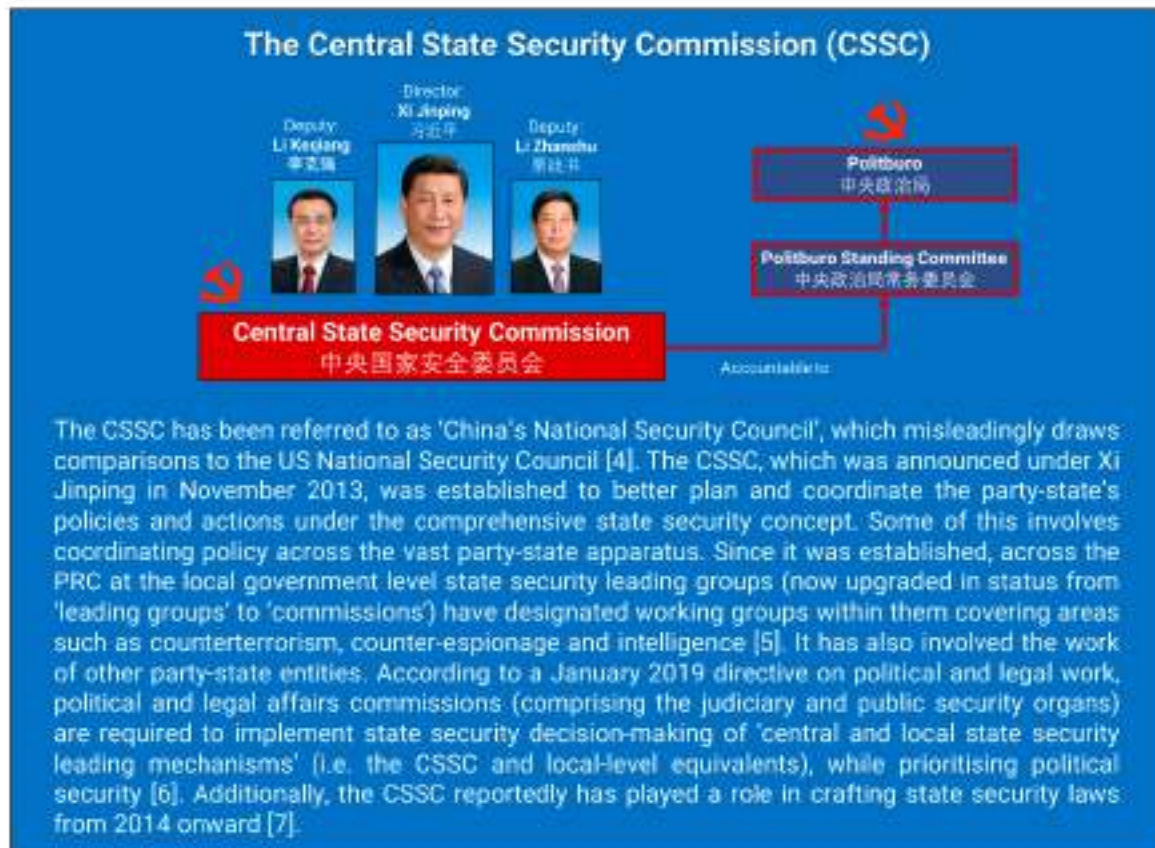 The Central State Security Commission (CSSC)
Director:
Xi Jinping
习近平
Deputy:
Li Keqiang
李克强
Deputy:
Li Zhanshu
栗战书
Politburo
中央政治局
Politburo Standing Committee
中央政治局常务委员会
Central State Security Commission
中央国家安全委员会
Accountable to
The CSSC has been referred to as 'China's National Security Council', which misleadingly draws
comparisons to the US National Security Council [4]. The CSSC, which was announced under Xi
Jinping in November 2013, was established to better plan and coordinate the party-state's
policies and actions under the comprehensive state security concept. Some of this involves
coordinating policy across the vast party-state apparatus. Since it was established, across the
PRC at the local government level state security leading groups (now upgraded in status from
'leading groups' to 'commissions') have designated working groups within them covering areas
such as counterterrorism, counter-espionage and intelligence [5]. It has also involved the work
of other party-state entities. According to a January 2019 directive on political and legal work,
political and legal affairs commissions (comprising the judiciary and public security organs)
are required to implement state security decision-making of 'central and local state security
leading mechanisms' (i.e. the CSSC and local-level equivalents), while prioritising political
security [6]. Additionally, the CSSC reportedly has played a role in crafting state security laws
from 2014 onward [7].